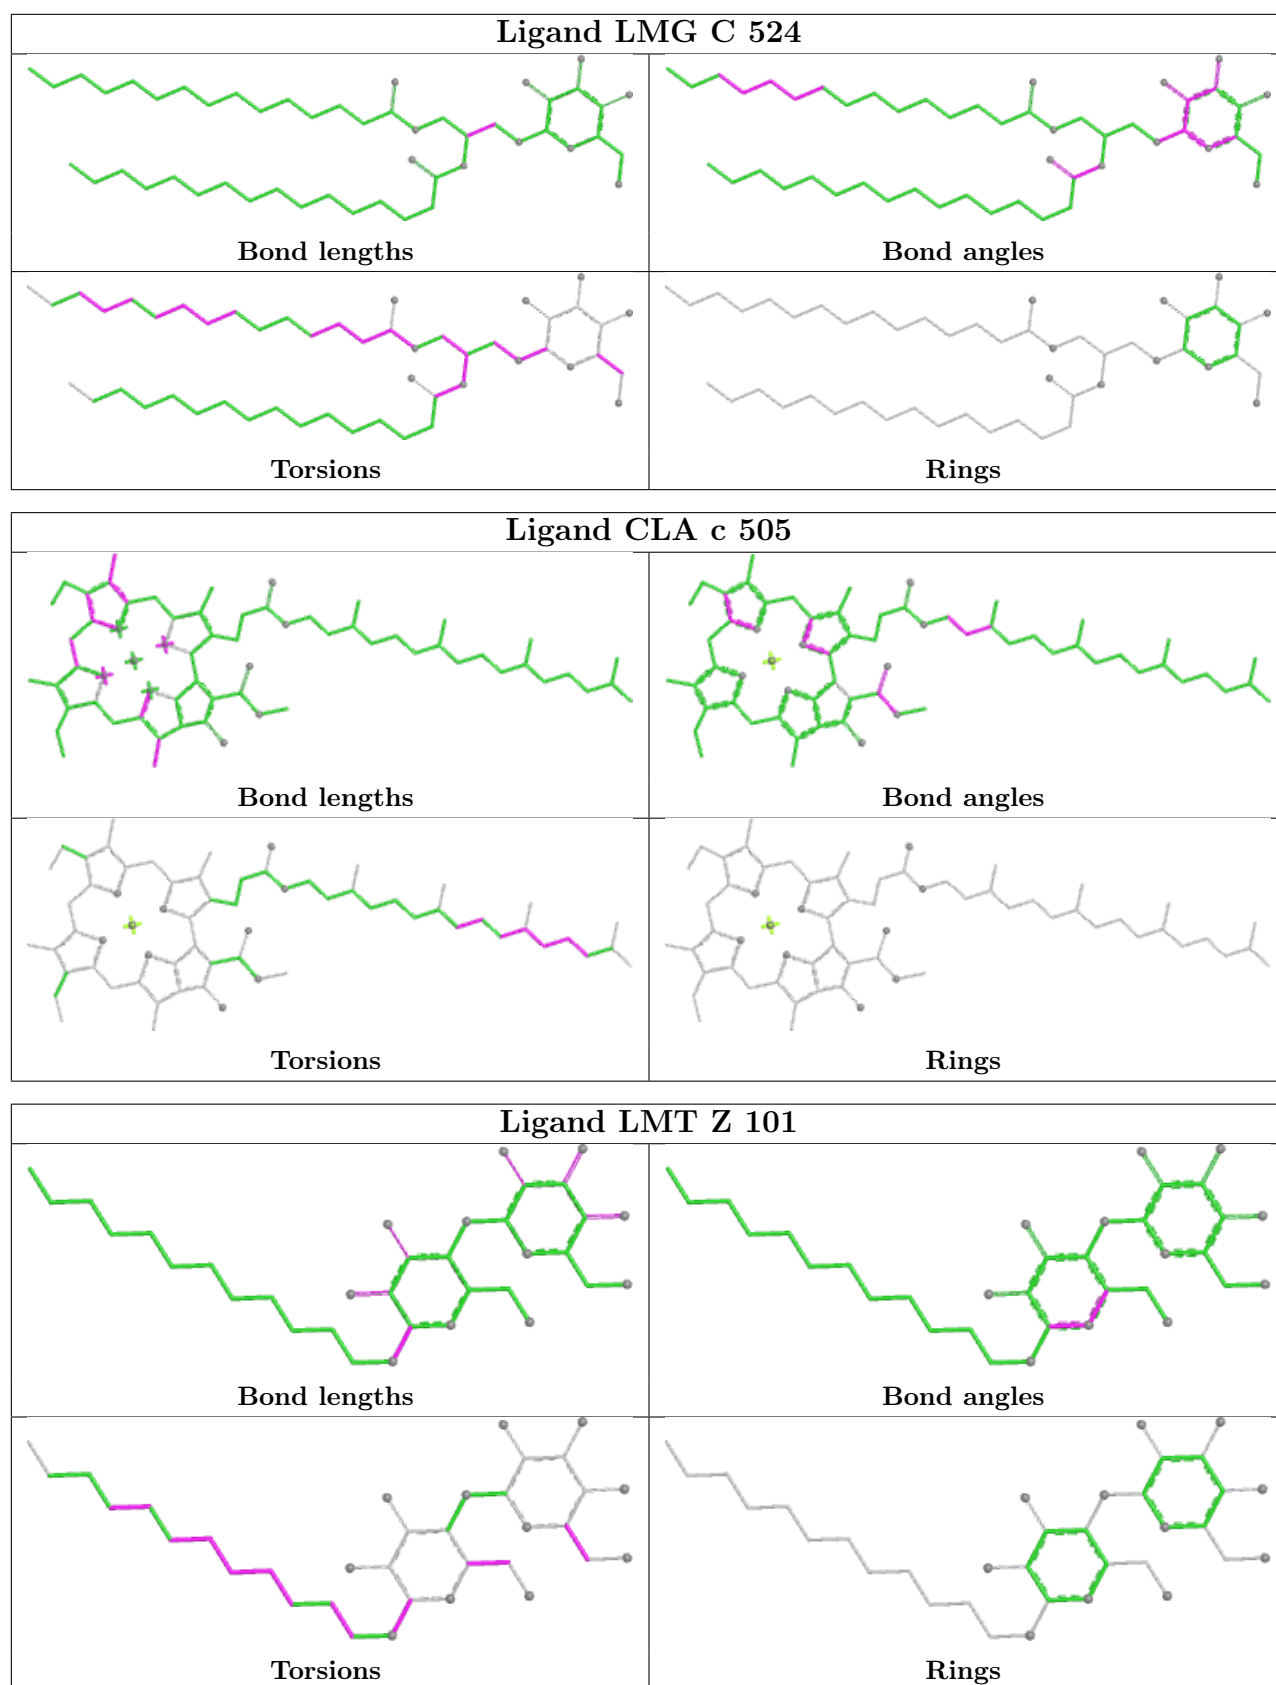 Ligand LMG C 524
Bond lengths
Bond angles
Torsions
Rings
Ligand CLA c 505
Bond lengths
Bond angles
Torsions
Rings
Ligand LMT Z 101
Bond lengths
Bond angles
Torsions
Rings